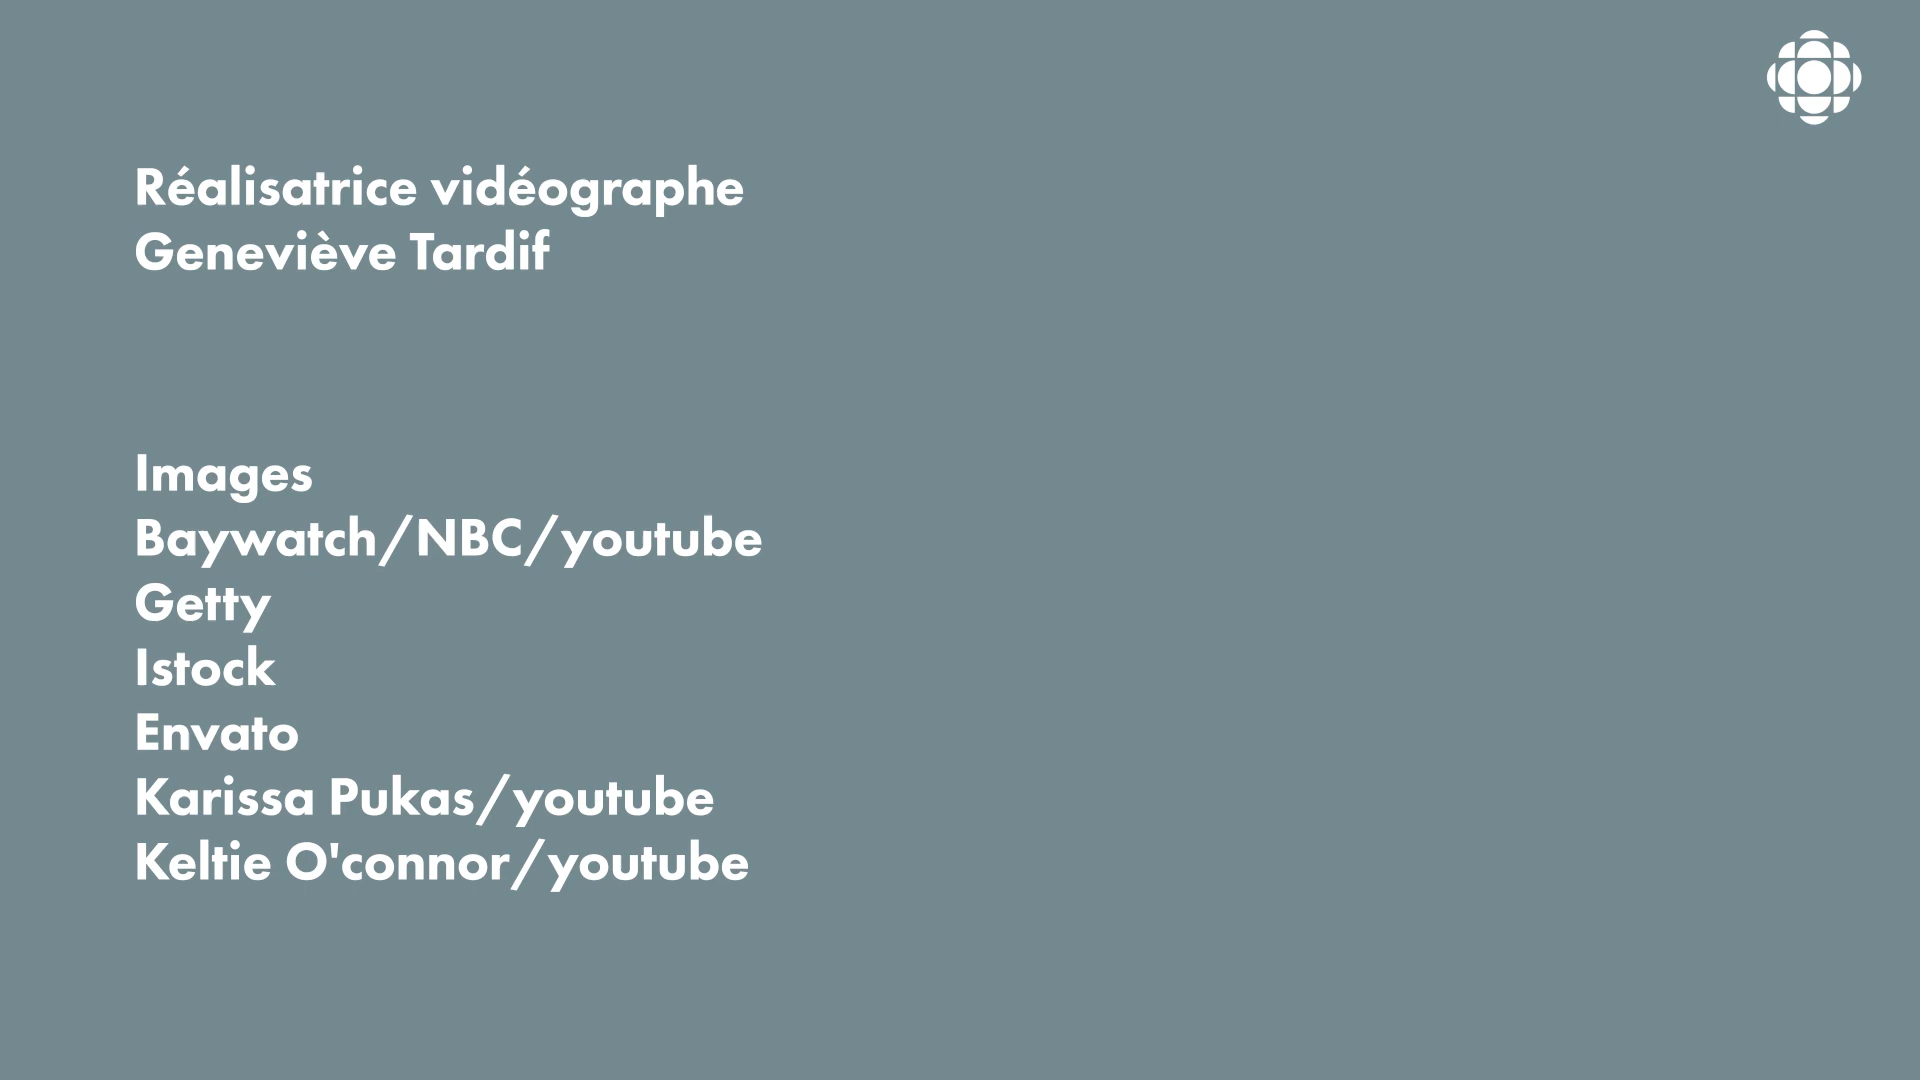 Réalisatrice vidéographe
Geneviève Tardif
Images
Baywatch/NBC/youtube
Getty
Istock
Envato
Karissa Pukas/youtube
Keltie O'connor/youtube